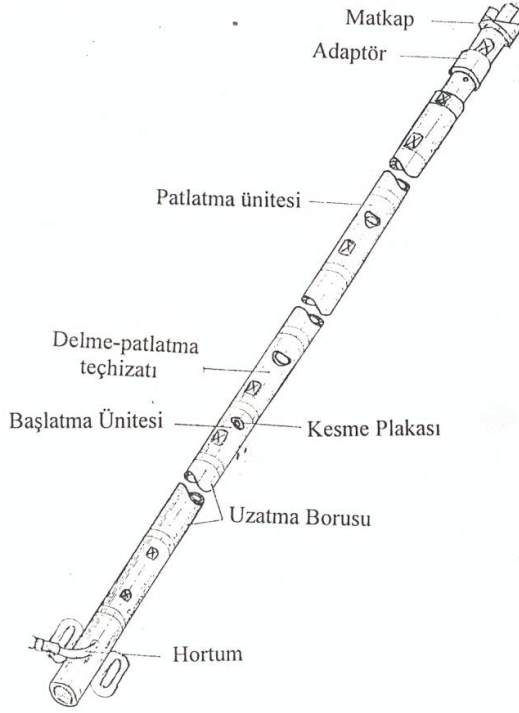 Matkap
Adaptör
Patlatma ünitesi
Delme-patlatma
teçhizatı
Başlatma Ünitesi
Kesme Plakası
Uzatma Borusu
Hortum